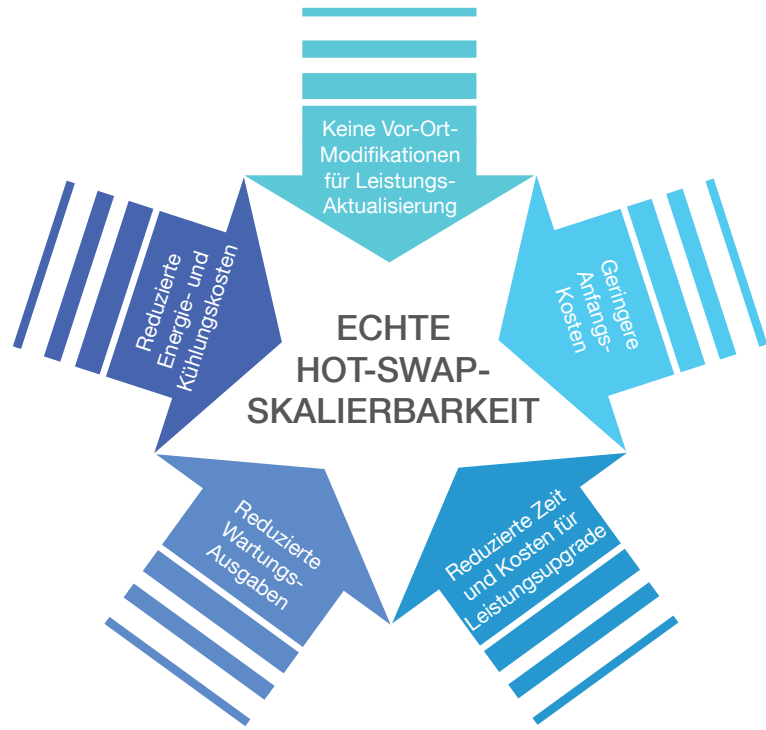 Keine Vor-Ort-
Modifikationen
für Leistungs-
Aktualisierung
Geringere
Anfangs-
Kosten
Reduzierte Zeit
und Kosten für
Leistungsupgrade
Reduzierte
Wartungs-
Ausgaben
Reduzierte
Energie- und
Kühlungskosten
ECHTE
HOT-SWAP-
SKALIERBARKEIT